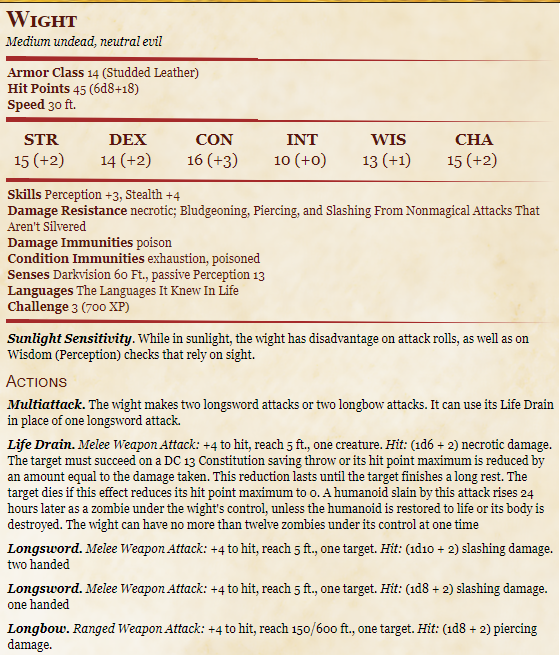 Wight
Medium undead, neutral evil
Armor Class 14 (Studded Leather)
Hit Points 45 (6d8+18)
Speed 30 ft.
STR DEX CON INT WIS CHA
15 (+2) 14 (+2) 16 (+3) 10 (+0) 13 (+1) 15 (+2)
Skills Perception +3, Stealth +4
Damage Resistance necrotic; Bludgeoning, Piercing, and Slashing From Nonmagical Attacks That
Aren't Silvered
Damage Immunities poison
Condition Immunities exhaustion, poisoned
Senses Darkvision 60 Ft., passive Perception 13
Languages The Languages It Knew In Life
Challenge 3 (700 XP)
Sunlight Sensitivity. While in sunlight, the wight has disadvantage on attack rolls, as well as on
Wisdom (Perception) checks that rely on sight.
Actions
Multiattack. The wight makes two longsword attacks or two longbow attacks. It can use its Life Drain
in place of one longsword attack.
Life Drain. Melee Weapon Attack: +4 to hit, reach 5 ft., one creature. Hit: (1d6 + 2) necrotic damage.
The target must succeed on a DC 13 Constitution saving throw or its hit point maximum is reduced by
an amount equal to the damage taken. This reduction lasts until the target finishes a long rest. The
target dies if this effect reduces its hit point maximum to 0. A humanoid slain by this attack rises 24
hours later as a zombie under the wight's control, unless the humanoid is restored to life or its body is
destroyed. The wight can have no more than twelve zombies under its control at one time
Longsword. Melee Weapon Attack: +4 to hit, reach 5 ft., one target. Hit: (1d10 + 2) slashing damage.
two handed
Longsword. Melee Weapon Attack: +4 to hit, reach 5 ft., one target. Hit: (1d8 + 2) slashing damage.
one handed
Longbow. Ranged Weapon Attack: +4 to hit, reach 150/600 ft., one target. Hit: (1d8 + 2) piercing
damage.